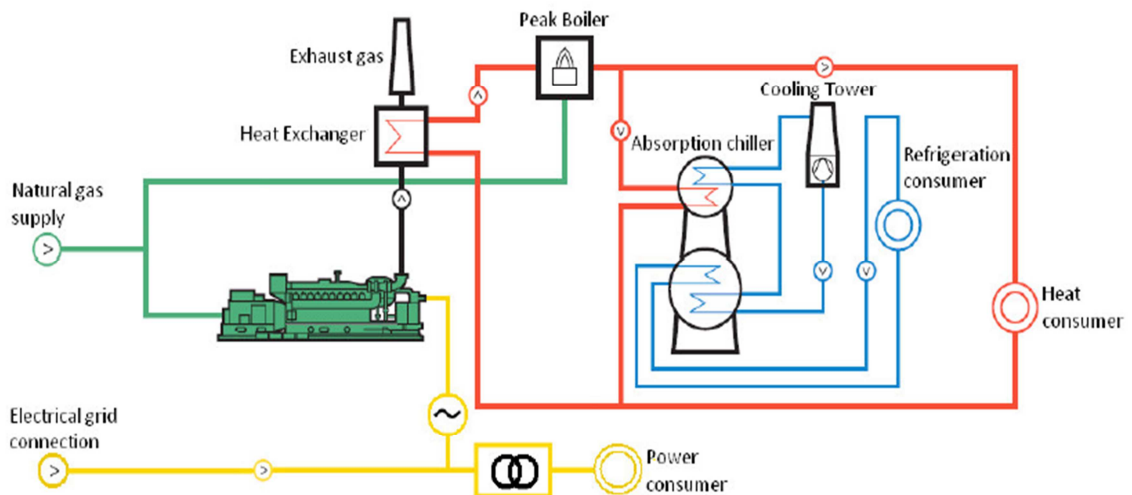 Peak Boiler
Exhaust gas
Cooling Tower
Heat Exchanger
Absorption chiller
Refrigeration
consumer
Natural gas
supply
Heat
consumer
Electrical grid
connection
Power
consumer